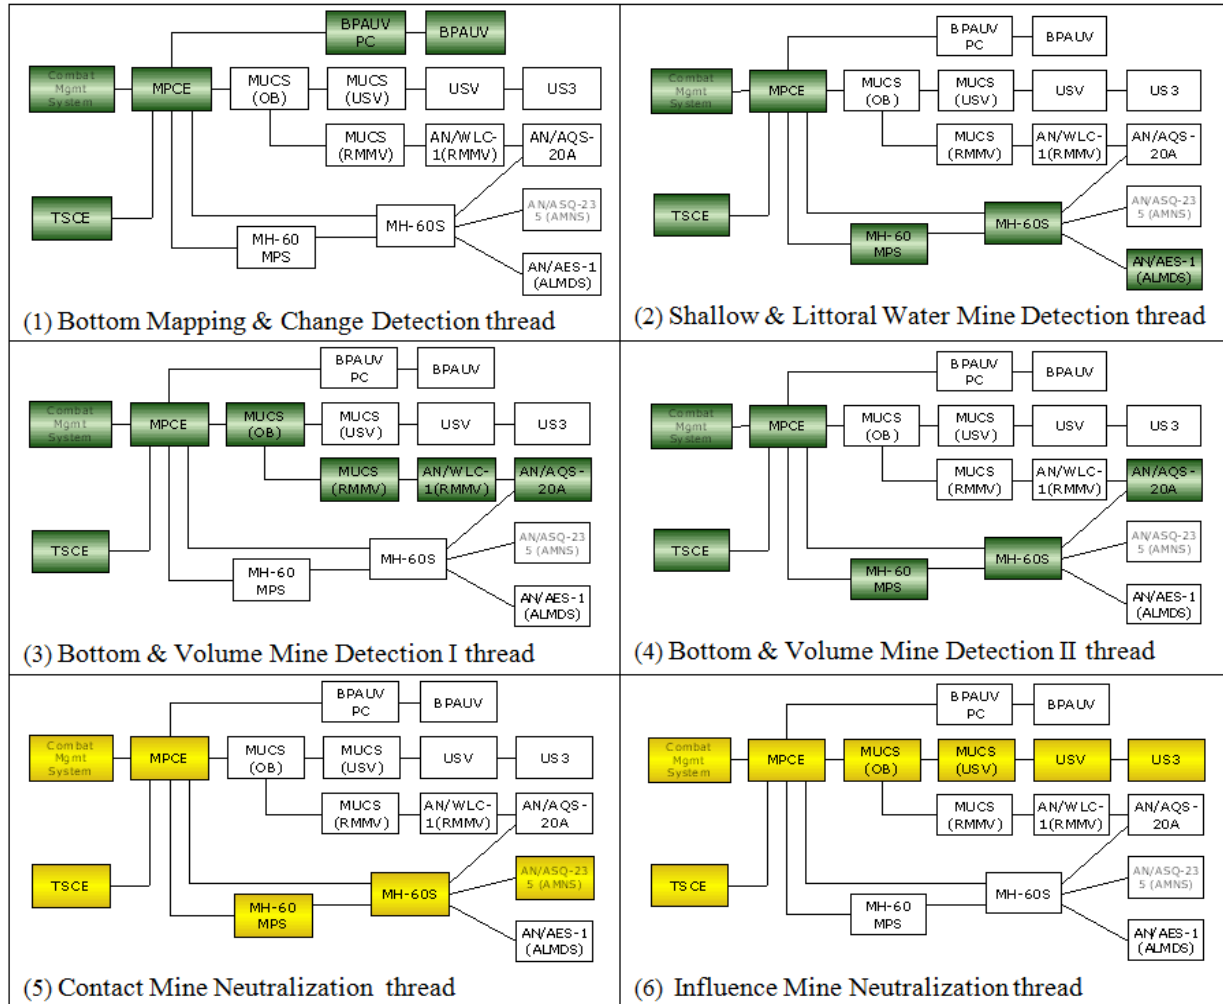 BPAUV
PC
BPAUV
Combat
Mgmt
System
MPCE
MUCS
(OB)
MUCS
(USV)
USV
US3
MUCS
(RMMV)
AN/WLC-
1(RMMV)
AN/AQS-
20A
TSCE
MH-60
MPS
MH-60S
AN/ASQ-23
5 (AMNS)
AN/AES-1
(ALMDS)
(1) Bottom Mapping & Change Detection thread
BPAUV
PC
BPAUV
Combat
Mgmt
System
MPCE
MUCS
(OB)
MUCS
(USV)
USV
US3
MUCS
(RMMV)
AN/WLC-
1(RMMV)
AN/AQS-
20A
TSCE
MH-60
MPS
MH-60S
AN/ASQ-23
5 (AMNS)
AN/AES-1
(ALMDS)
(2) Shallow & Littoral Water Mine Detection thread
BPAUV
PC
BPAUV
Combat
Mgmt
System
MPCE
MUCS
(OB)
MUCS
(USV)
USV
US3
MUCS
(RMMV)
AN/WLC-
1(RMMV)
AN/AQS-
20A
TSCE
MH-60
MPS
MH-60S
AN/ASQ-23
5 (AMNS)
AN/AES-1
(ALMDS)
(3) Bottom & Volume Mine Detection I thread
BPAUV
PC
BPAUV
Combat
Mgmt
System
MPCE
MUCS
(OB)
MUCS
(USV)
USV
US3
MUCS
(RMMV)
AN/WLC-
1(RMMV)
AN/AQS-
20A
TSCE
MH-60
MPS
MH-60S
AN/ASQ-23
5 (AMNS)
AN/AES-1
(ALMDS)
(4) Bottom & Volume Mine Detection II thread
BPAUV
PC
BPAUV
Combat
Mgmt
System
MPCE
MUCS
(OB)
MUCS
(USV)
USV
US3
MUCS
(RMMV)
AN/WLC-
1(RMMV)
AN/AQS-
20A
TSCE
MH-60
MPS
MH-60S
AN/ASQ-23
5 (AMNS)
AN/AES-1
(ALMDS)
(5) Contact Mine Neutralization thread
BPAUV
PC
BPAUV
Combat
Mgmt
System
MPCE
MUCS
(OB)
MUCS
(USV)
USV
US3
MUCS
(RMMV)
AN/WLC-
1(RMMV)
AN/AQS-
20A
TSCE
MH-60
MPS
MH-60S
AN/ASQ-23
5 (AMNS)
AN/AES-1
(ALMDS)
(6) Influence Mine Neutralization thread